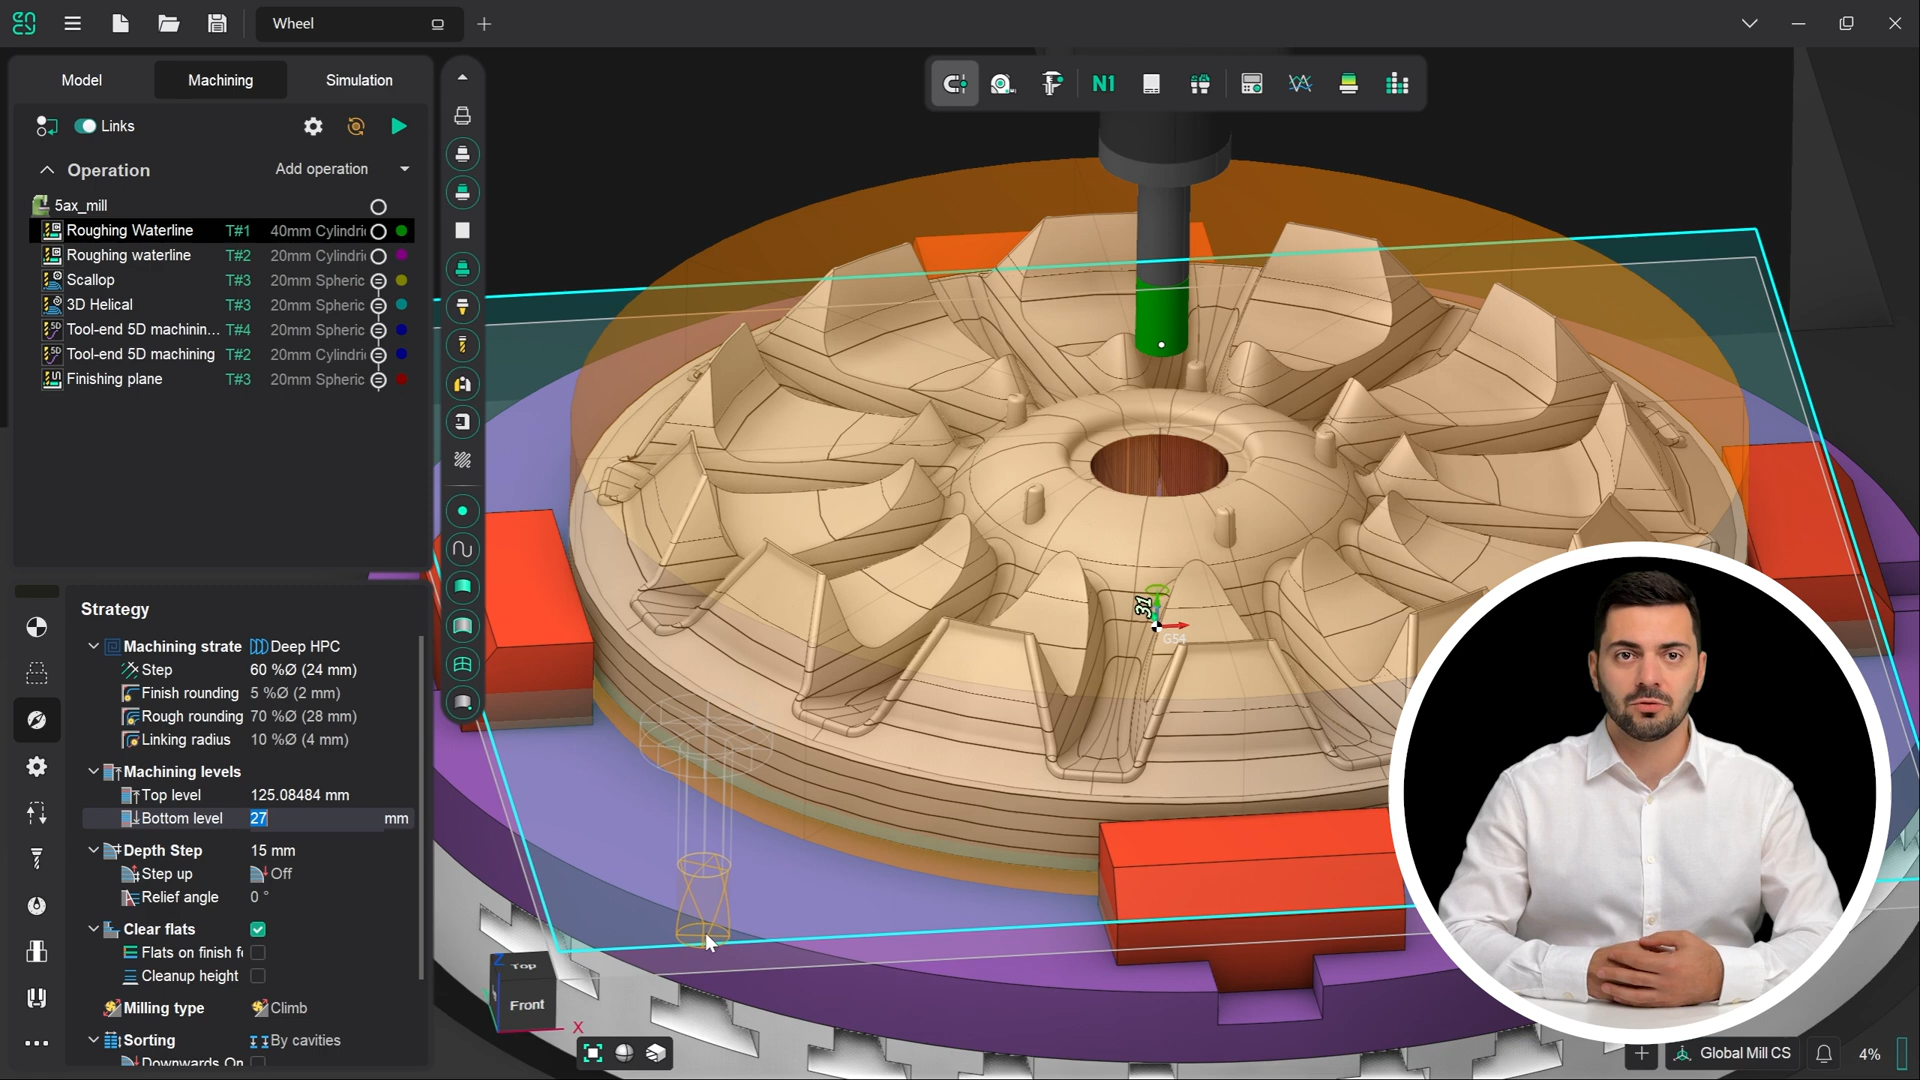 Wheel
Model
Machining
Simulation
Links
Operation
Add operation
5ax_mill
Roughing Waterline T#1 40mm Cylindri
Roughing waterline T#2 20mm Cylindri
Scallop T#3 20mm Spheric
3D Helical T#3 20mm Spheric
Tool-end 5D machinin... T#4 20mm Spheric
Tool-end 5D machining T#2 20mm Cylindri
Finishing plane T#3 20mm Spheric
N1
Strategy
Machining strate Deep HPC
Step 60 %Ø (24 mm)
Finish rounding 5 %Ø (2 mm)
Rough rounding 70 %Ø (28 mm)
Linking radius 10 %Ø (4 mm)
Machining levels
Top level 125.08484 mm
Bottom level 27 mm
Depth Step 15 mm
Step up Off
Relief angle 0 °
Clear flats
Flats on finish f
Cleanup height
Milling type Climb
Sorting By cavities
Downwards On
31
G54
Z
Top
Front
X
Global Mill CS
4%